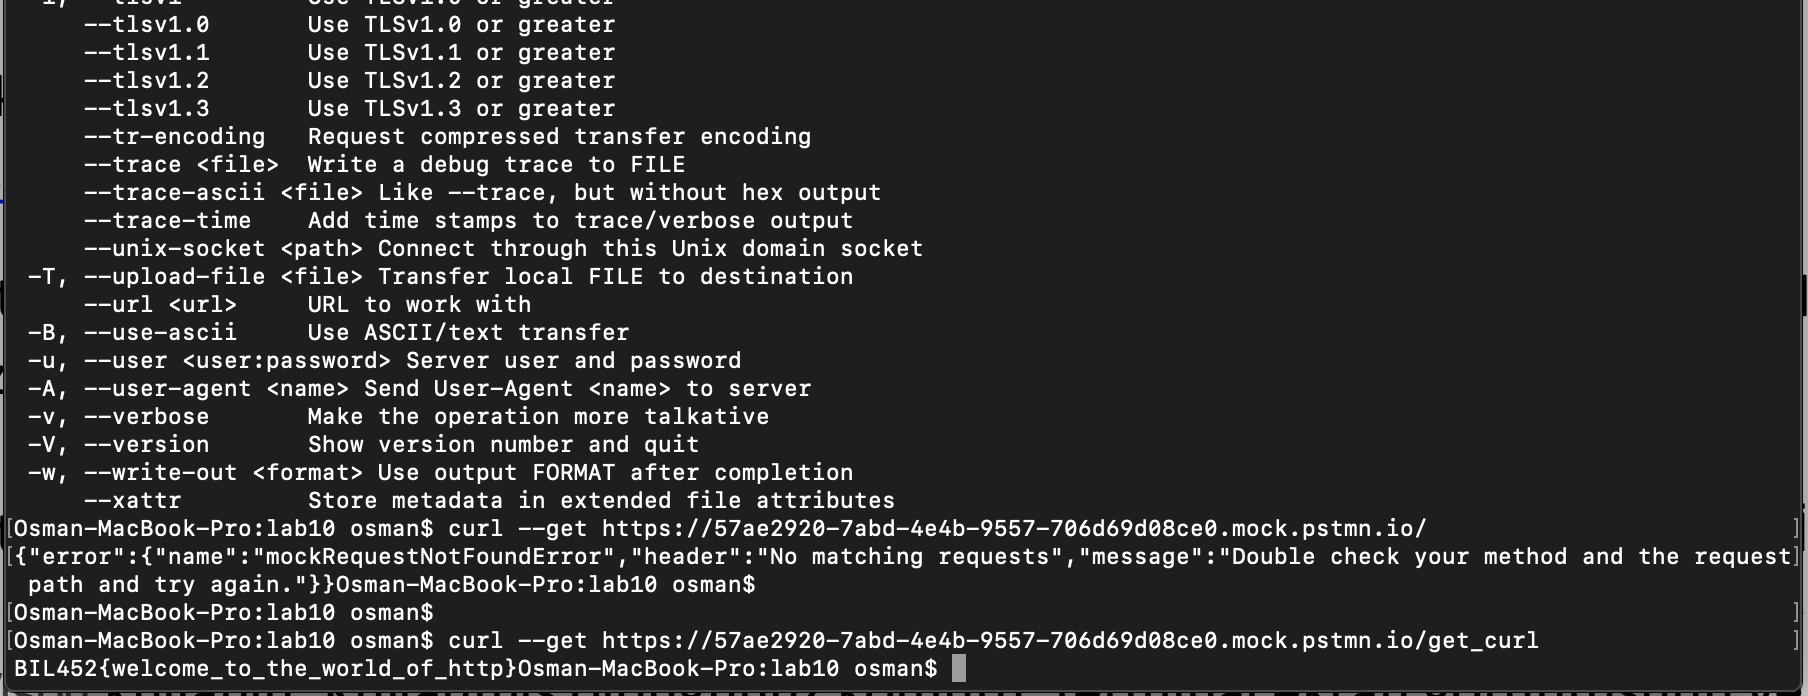 --tlsv1.0 Use TLSv1.0 or greater
--tlsv1.1 Use TLSv1.1 or greater
--tlsv1.2 Use TLSv1.2 or greater
--tlsv1.3 Use TLSv1.3 or greater
--tr-encoding Request compressed transfer encoding
--trace <file> Write a debug trace to FILE
--trace-ascii <file> Like --trace, but without hex output
--trace-time Add time stamps to trace/verbose output
--unix-socket <path> Connect through this Unix domain socket
-T, --upload-file <file> Transfer local FILE to destination
--url <url> URL to work with
-B, --use-ascii Use ASCII/text transfer
-u, --user <user:password> Server user and password
-A, --user-agent <name> Send User-Agent <name> to server
-v, --verbose Make the operation more talkative
-V, --version Show version number and quit
-w, --write-out <format> Use output FORMAT after completion
--xattr Store metadata in extended file attributes
[Osman-MacBook-Pro:lab10 osman$ curl --get https://57ae2920-7abd-4e4b-9557-706d69d08ce0.mock.pstmn.io/ ]
[{"error":{"name":"mockRequestNotFoundError","header":"No matching requests","message":"Double check your method and the request]
path and try again."}}Osman-MacBook-Pro:lab10 osman$
[Osman-MacBook-Pro:lab10 osman$ ]
[Osman-MacBook-Pro:lab10 osman$ curl --get https://57ae2920-7abd-4e4b-9557-706d69d08ce0.mock.pstmn.io/get_curl ]
BIL452{welcome_to_the_world_of_http}Osman-MacBook-Pro:lab10 osman$